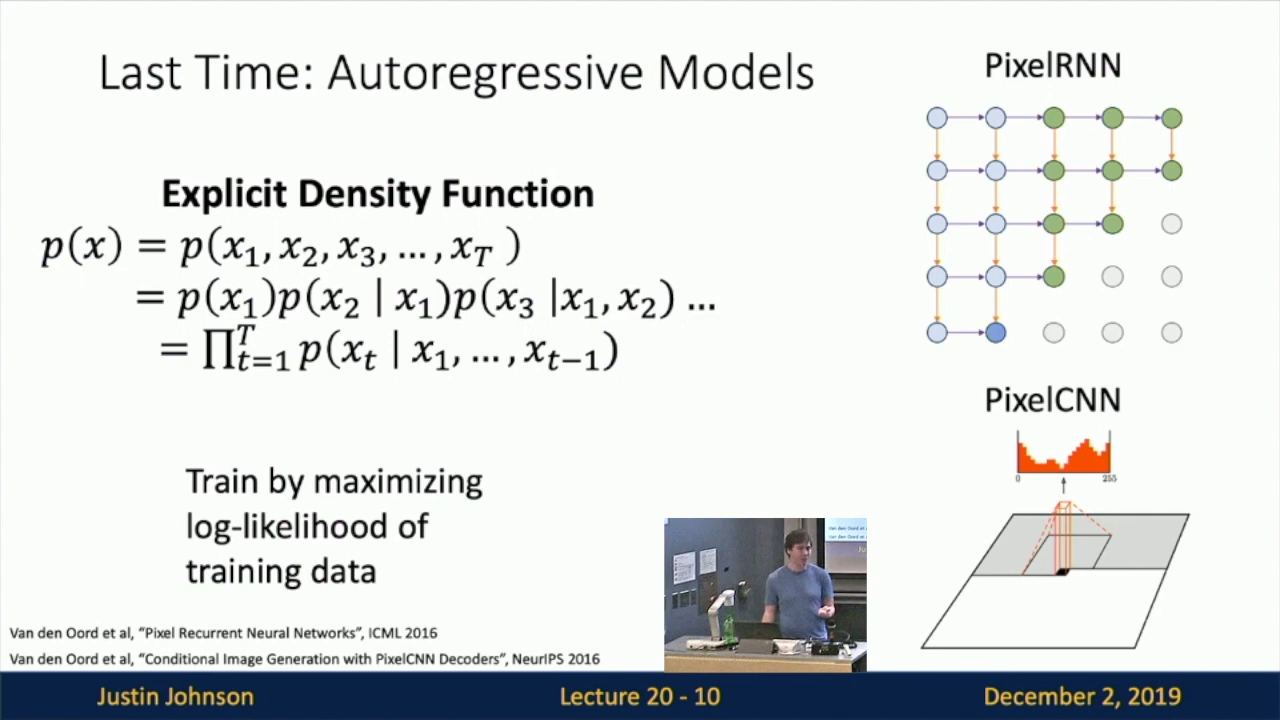 Last Time: Autoregressive Models
Explicit Density Function
p(x) = p(x₁, x₂, x₃, …, x_T )
= p(x₁)p(x₂ | x₁)p(x₃ |x₁, x₂) …
= ∏ᵀₜ₌₁ p(xₜ | x₁, …, xₜ₋₁)
Train by maximizing
log-likelihood of
training data
PixelRNN
PixelCNN
0 255
Van den Oord et al, “Pixel Recurrent Neural Networks”, ICML 2016
Van den Oord et al, “Conditional Image Generation with PixelCNN Decoders”, NeurIPS 2016
Justin Johnson
Lecture 20 - 10
December 2, 2019